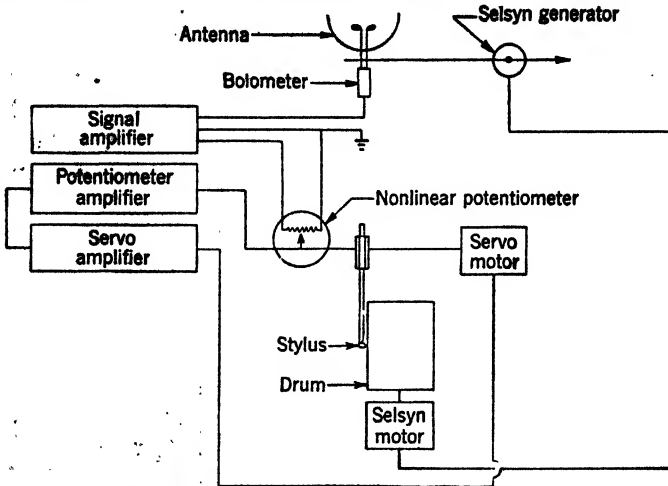 Antenna
Selsyn generator
Bolometer
Signal
amplifier
Potentiometer
amplifier
Nonlinear potentiometer
Servo
amplifier
Servo
motor
Stylus
Drum
Selsyn
motor